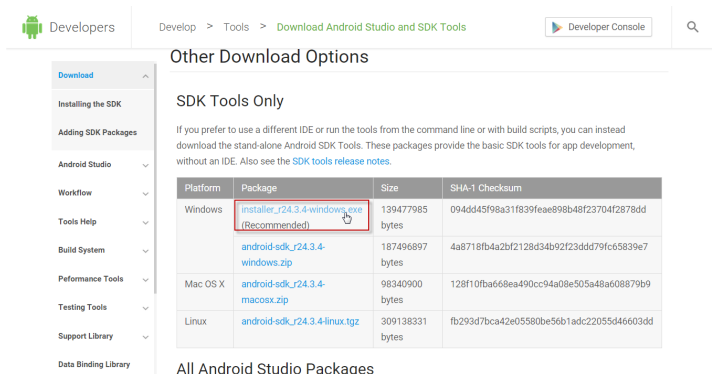 Developers
Develop > Tools > Download Android Studio and SDK Tools
Developer Console
Download
Installing the SDK
Adding SDK Packages
Android Studio
Workflow
Tools Help
Build System
Peformance Tools
Testing Tools
Support Library
Data Binding Library
Other Download Options
SDK Tools Only
If you prefer to use a different IDE or run the tools from the command line or with build scripts, you can instead
download the stand-alone Android SDK Tools. These packages provide the basic SDK tools for app development,
without an IDE. Also see the SDK tools release notes.
Platform Package Size SHA-1 Checksum
Windows installer_r24.3.4-windows.exe 139477985 094dd45f98a31f839feae898b48f23704f2878dd
(Recommended) bytes
android-sdk_r24.3.4- 187496897 4a8718fb4a2bf2128d34b92f23ddd79fc65839e7
windows.zip bytes
Mac OS X android-sdk_r24.3.4- 98340900 128f10fba668ea490cc94a08e505a48a608879b9
macosx.zip bytes
Linux android-sdk_r24.3.4-linux.tgz 309138331 fb293d7bca42e05580be56b1adc22055d46603dd
bytes
All Android Studio Packages